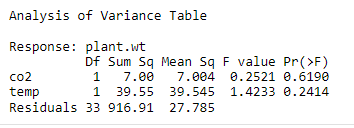 Analysis of Variance Table
Response: plant.wt
Df Sum Sq Mean Sq F value Pr(>F)
co2 1 7.00 7.004 0.2521 0.6190
temp 1 39.55 39.545 1.4233 0.2414
Residuals 33 916.91 27.785